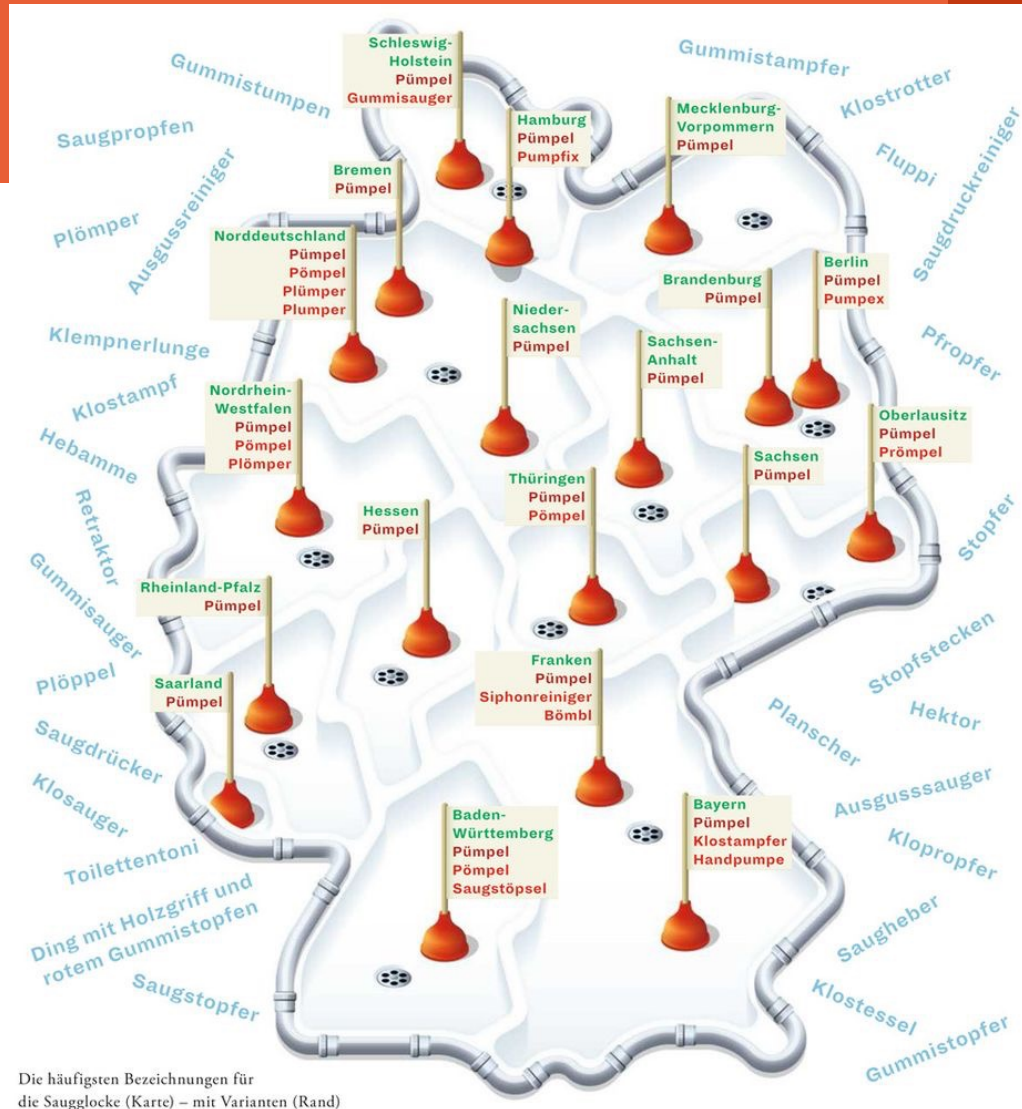 Gummistumpen
Saugpropfen
Ausgussreiniger
Plömper
Klempnerlunge
Klostampf
Hebamme
Retraktor
Gummisauger
Plöppel
Saugdrücker
Klosauger
Toilettentoni
Ding mit Holzgriff und
rotem Gummistopfen
Saugstopfer
Schleswig-
Holstein
Pümpel
Gummisauger
Hamburg
Pümpel
Pumpfix
Mecklenburg-
Vorpommern
Pümpel
Bremen
Pümpel
Norddeutschland
Pümpel
Pömpel
Plümper
Plumper
Nieder-
sachsen
Pümpel
Brandenburg
Pümpel
Berlin
Pümpel
Pumpex
Sachsen-
Anhalt
Pümpel
Nordrhein-
Westfalen
Pümpel
Pömpel
Plömper
Oberlausitz
Pümpel
Prömpel
Sachsen
Pümpel
Thüringen
Pümpel
Pömpel
Hessen
Pümpel
Rheinland-Pfalz
Pümpel
Saarland
Pümpel
Franken
Pümpel
Siphonreiniger
Bömbl
Baden-
Württemberg
Pümpel
Pömpel
Saugstöpsel
Bayern
Pümpel
Klostampfer
Handpumpe
Gummistampfer
Klostrotter
Fluppi
Saugdruckreiniger
Pfropfer
Stopfer
Stopfstecken
Hektor
Planscher
Ausgusssauger
Klopropfer
Saugheber
Klostessel
Gummistopfer
Die häufigsten Bezeichnungen für
die Saugglocke (Karte) – mit Varianten (Rand)